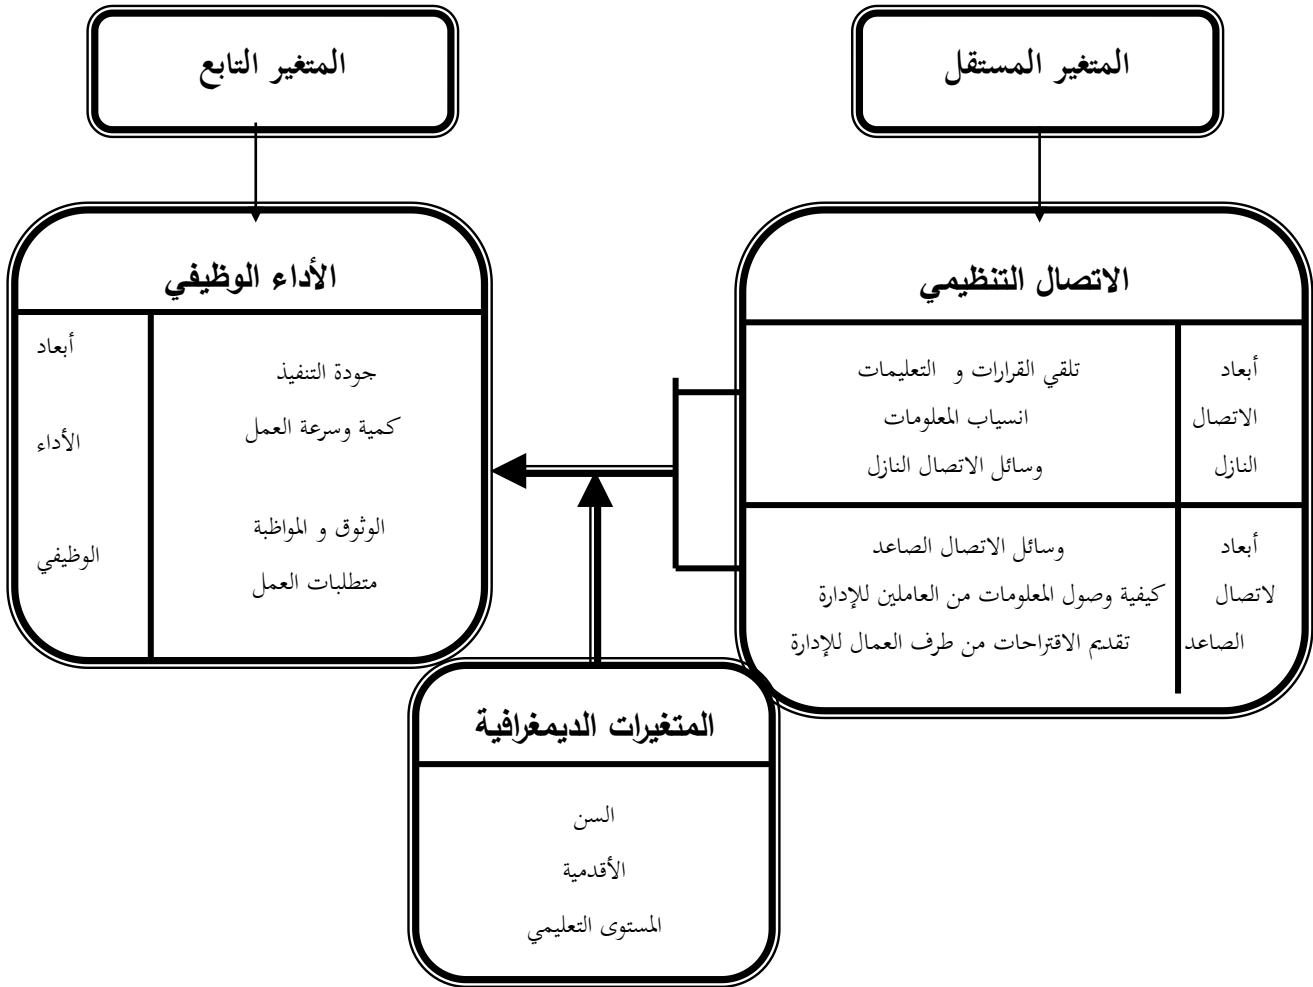 المتغير المستقل
المتغير التابع
الاتصال التنظيمي
أبعاد
الاتصال
النازل
تلقي القرارات و التعليمات
انسياب المعلومات
وسائل الاتصال النازل
أبعاد
لاتصال
الصاعد
وسائل الاتصال الصاعد
كيفية وصول المعلومات من العاملين للإدارة
تقديم الاقتراحات من طرف العمال للإدارة
الأداء الوظيفي
جودة التنفيذ
كمية وسرعة العمل
الوثوق و المواظبة
متطلبات العمل
أبعاد
الأداء
الوظيفي
المتغيرات الديمغرافية
السن
الأقدمية
المستوى التعليمي